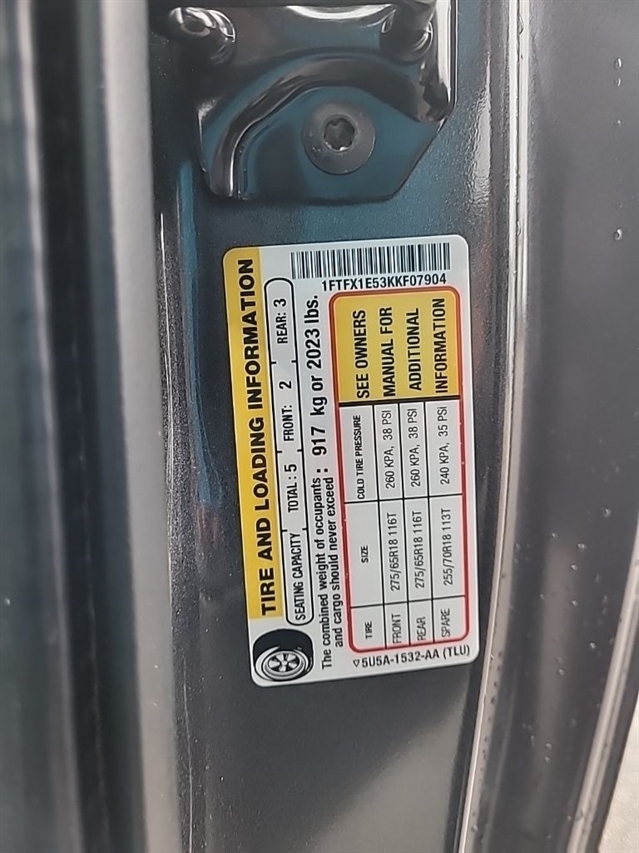 TIRE AND LOADING INFORMATION
SEATING CAPACITY TOTAL : 5 FRONT: 2 REAR: 3
The combined weight of occupants : 917 kg or 2023 lbs.
and cargo should never exceed :
1FTFX1E53KKF07904
TIRE SIZE COLD TIRE PRESSURE
FRONT 275/65R18 116T 260 KPA, 38 PSI
REAR 275/65R18 116T 260 KPA, 38 PSI
SPARE 255/70R18 113T 240 KPA, 35 PSI
SEE OWNERS
MANUAL FOR
ADDITIONAL
INFORMATION
5U5A-1532-AA (TLU)